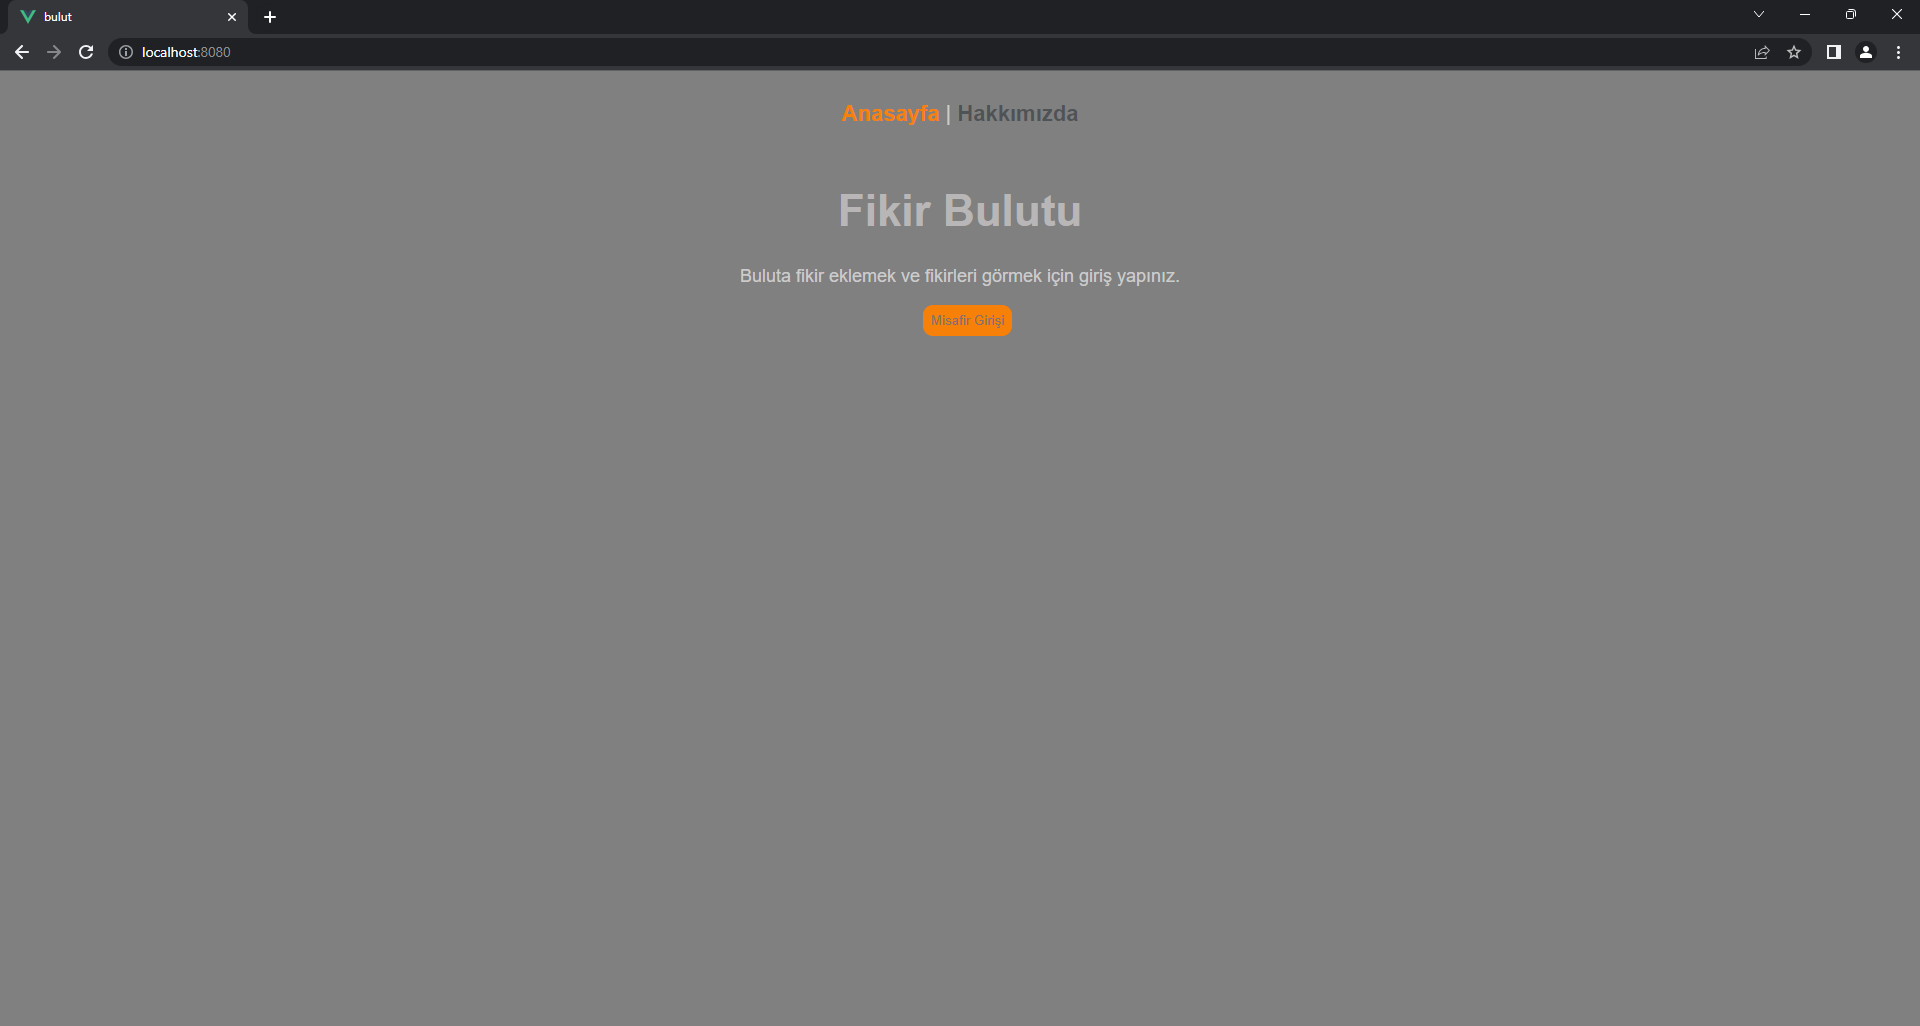 bulut
localhost:8080
Anasayfa | Hakkımızda
Fikir Bulutu
Buluta fikir eklemek ve fikirleri görmek için giriş yapınız.
Misafir Girişi